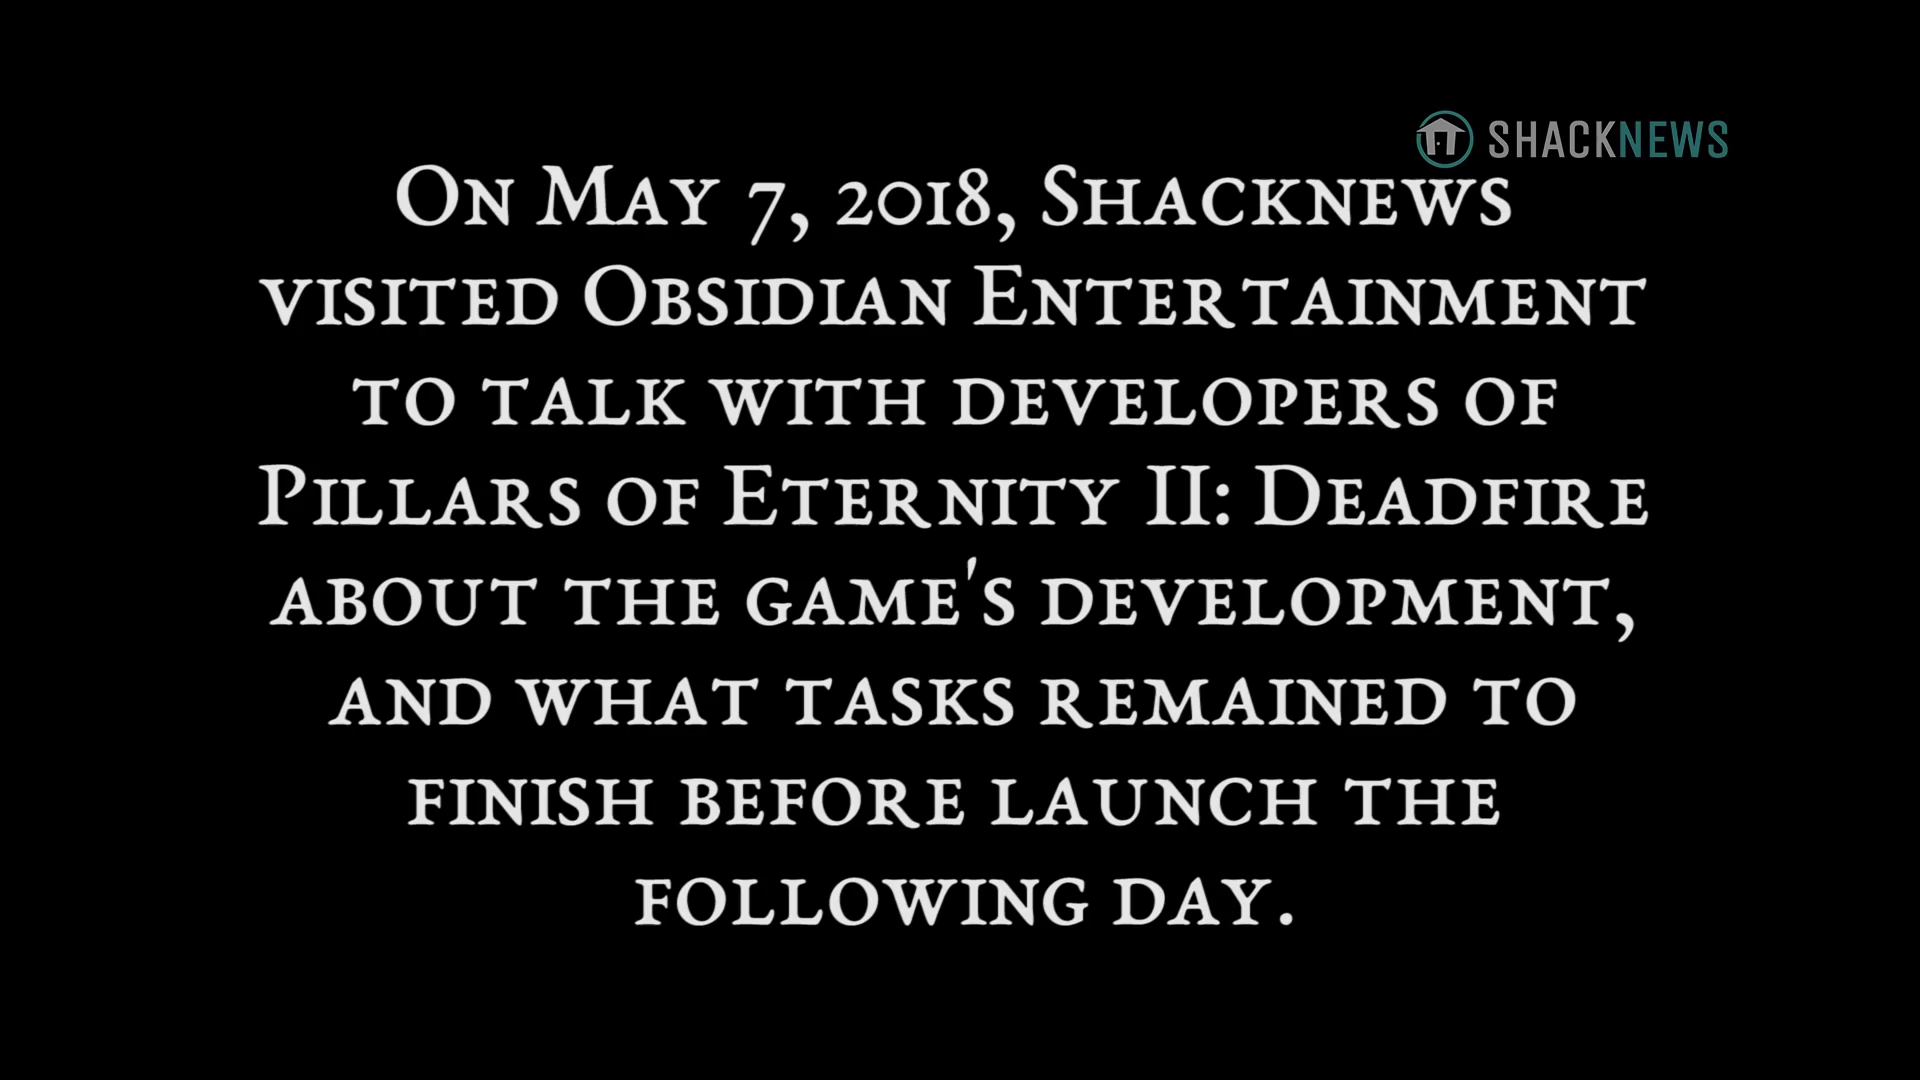 SHACKNEWS
On May 7, 2018, Shacknews
visited Obsidian Entertainment
to talk with developers of
Pillars of Eternity II: Deadfire
about the game's development,
and what tasks remained to
finish before launch the
following day.